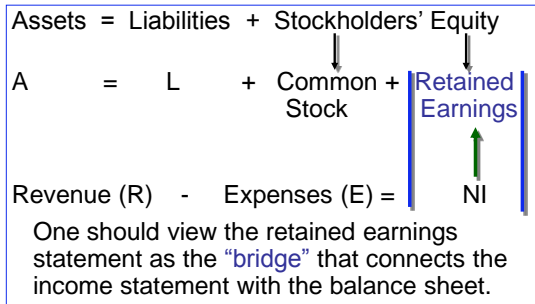 Assets = Liabilities + Stockholders’ Equity
A = L + Common + Retained
Stock Earnings
Revenue (R) - Expenses (E) = NI
One should view the retained earnings
statement as the “bridge” that connects the
income statement with the balance sheet.